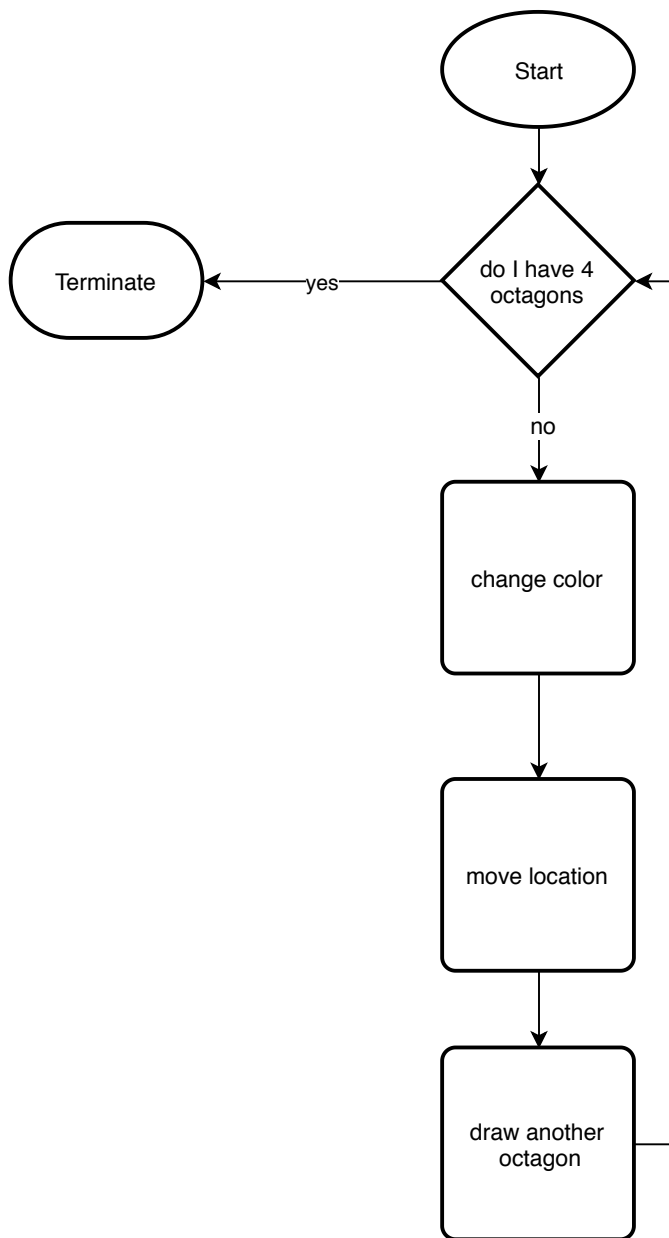 Start
do I have 4
octagons
Terminate
yes
no
change color
move location
draw another
octagon